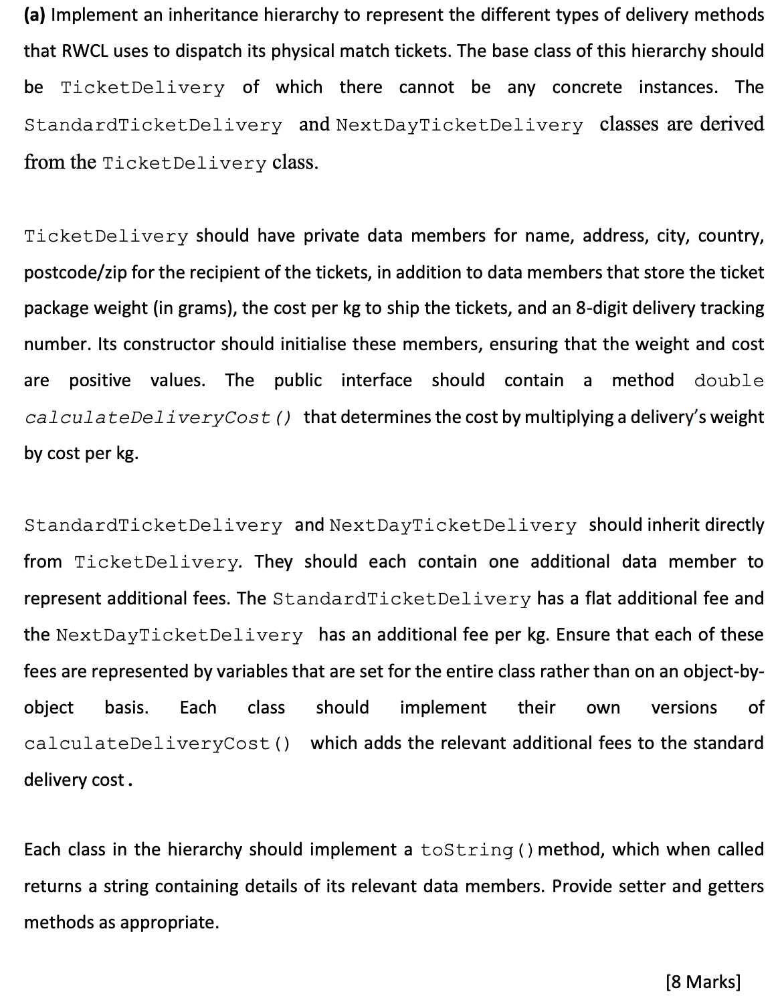 (a) Implement an inheritance hierarchy to represent the different types of delivery methods
that RWCL uses to dispatch its physical match tickets. The base class of this hierarchy should
be TicketDelivery of which there cannot be any concrete instances. The
StandardTicketDelivery and NextDayTicketDelivery classes are derived
from the TicketDelivery class.
TicketDelivery should have private data members for name, address, city, country,
postcode/zip for the recipient of the tickets, in addition to data members that store the ticket
package weight (in grams), the cost per kg to ship the tickets, and an 8-digit delivery tracking
number. Its constructor should initialise these members, ensuring that the weight and cost
are positive values. The public interface should contain a method double
calculateDeliveryCost() that determines the cost by multiplying a delivery’s weight
by cost per kg.
StandardTicketDelivery and NextDayTicketDelivery should inherit directly
from TicketDelivery. They should each contain one additional data member to
represent additional fees. The StandardTicketDelivery has a flat additional fee and
the NextDayTicketDelivery has an additional fee per kg. Ensure that each of these
fees are represented by variables that are set for the entire class rather than on an object-by-
object basis. Each class should implement their own versions of
calculateDeliveryCost() which adds the relevant additional fees to the standard
delivery cost.
Each class in the hierarchy should implement a toString() method, which when called
returns a string containing details of its relevant data members. Provide setter and getters
methods as appropriate.
[8 Marks]